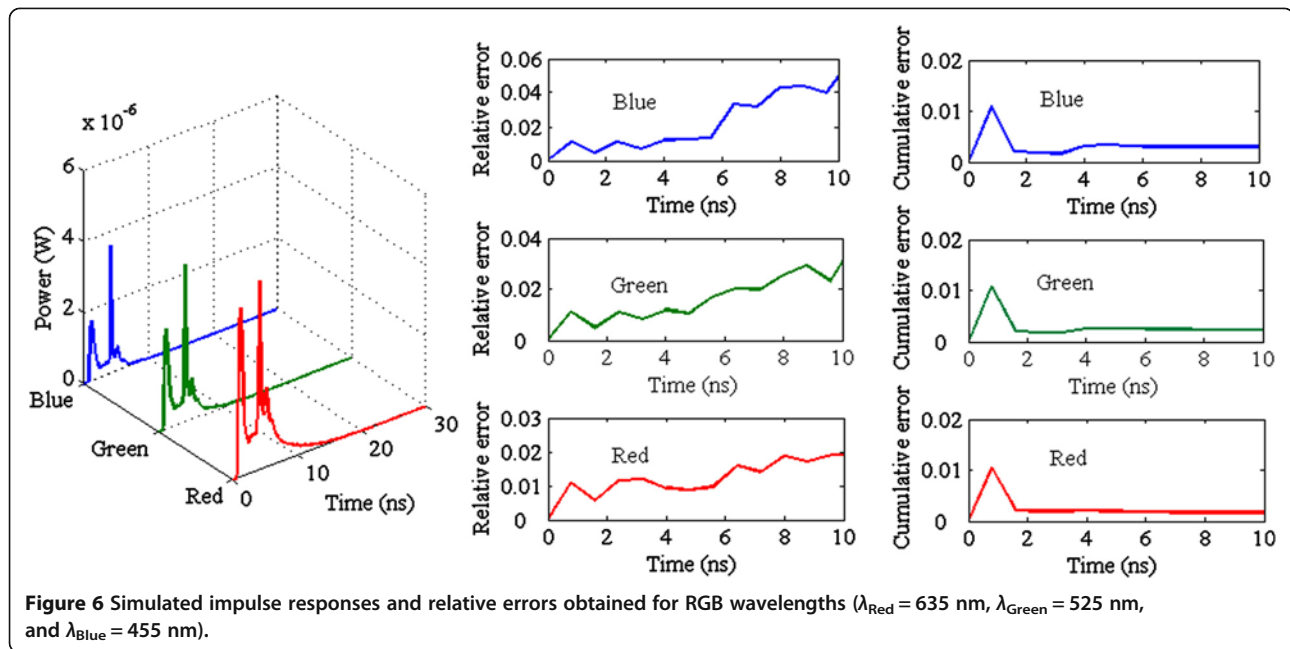 x 10⁻⁶
6
4
2
0
Power (W)
Blue
Green
Red
0
10
20
30
Time (ns)
0.06
0.04
0.02
0
Relative error
Blue
0 2 4 6 8 10
Time (ns)
0.02
0.01
0
Cumulative error
Blue
0 2 4 6 8 10
Time (ns)
0.04
0.02
0
Relative error
Green
0 2 4 6 8 10
Time (ns)
0.02
0.01
0
Cumulative error
Green
0 2 4 6 8 10
Time (ns)
0.03
0.02
0.01
0
Relative error
Red
0 2 4 6 8 10
Time (ns)
0.02
0.01
0
Cumulative error
Red
0 2 4 6 8 10
Time (ns)
Figure 6 Simulated impulse responses and relative errors obtained for RGB wavelengths (λRed = 635 nm, λGreen = 525 nm,
and λBlue = 455 nm).